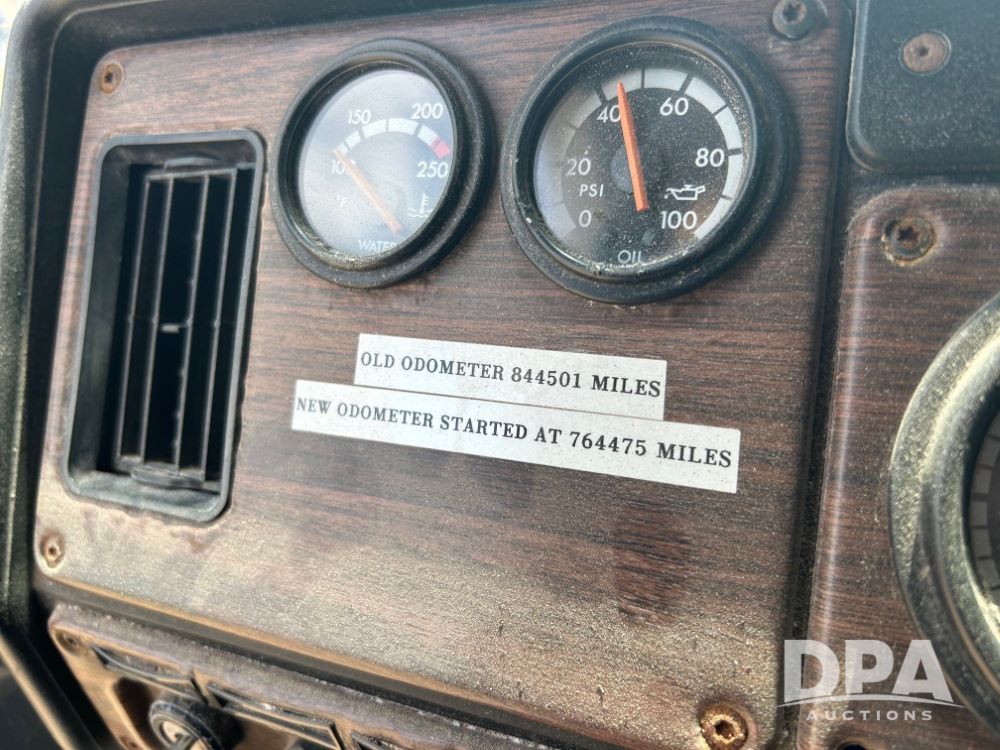 150 200
100 250
°F
WATER
40 60
20 80
PSI
0 100
OIL
OLD ODOMETER 844501 MILES
NEW ODOMETER STARTED AT 764475 MILES
DPA
AUCTIONS